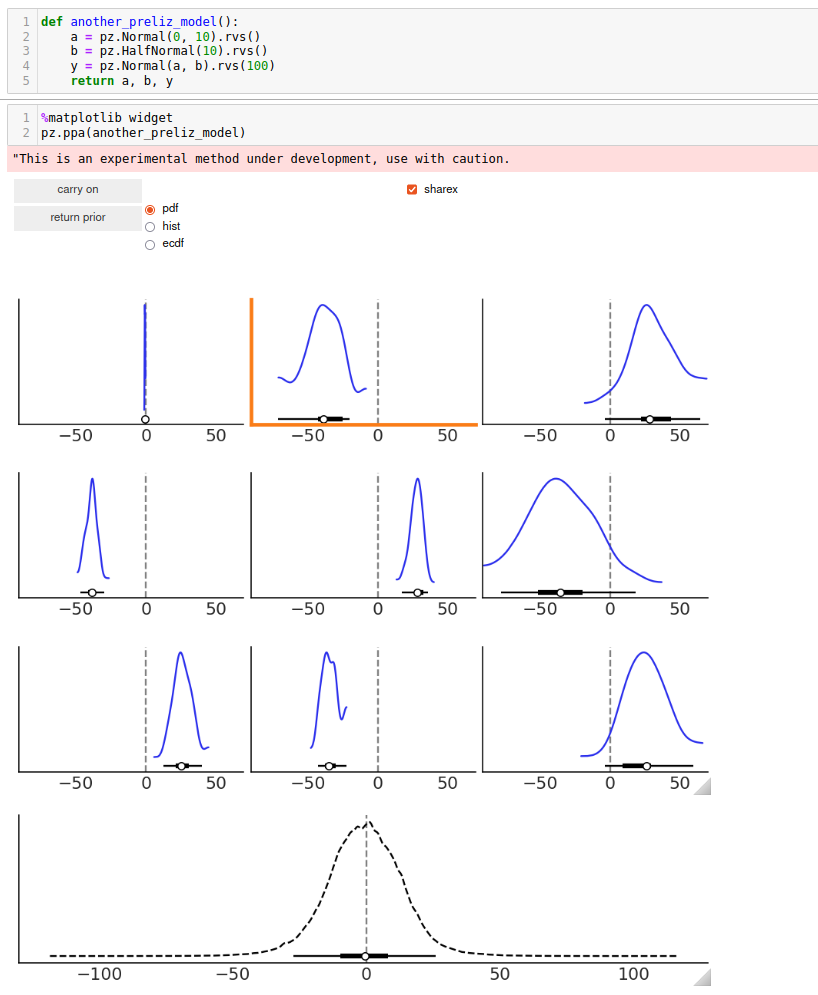 1 def another_preliz_model():
2     a = pz.Normal(0, 10).rvs()
3     b = pz.HalfNormal(10).rvs()
4     y = pz.Normal(a, b).rvs(100)
5     return a, b, y
1 %matplotlib widget
2 pz.ppa(another_preliz_model)
"This is an experimental method under development, use with caution.
carry on
sharex
return prior
pdf
hist
ecdf
−50 0 50 −50 0 50 −50 0 50
−50 0 50 −50 0 50 −50 0 50
−50 0 50 −50 0 50 −50 0 50
−100 −50 0 50 100